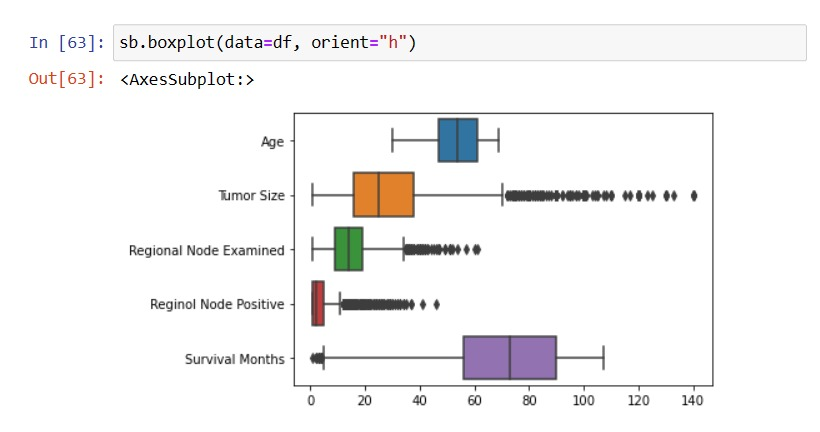 In [63]: sb.boxplot(data=df, orient="h")
Out[63]: <AxesSubplot:>
Age
Tumor Size
Regional Node Examined
Reginol Node Positive
Survival Months
0 20 40 60 80 100 120 140